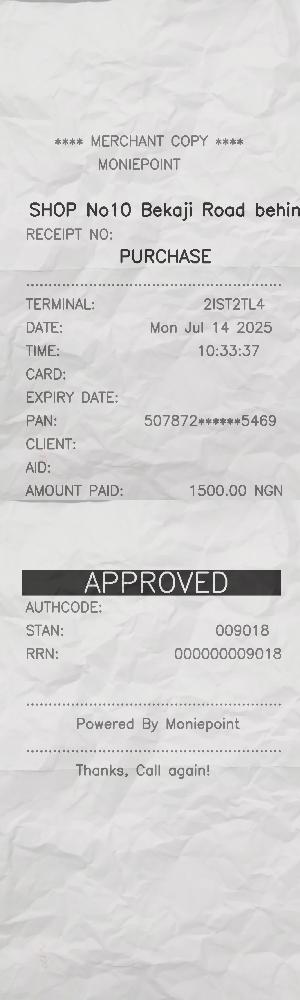 **** MERCHANT COPY ****
MONIEPOINT
SHOP No10 Bekaji Road behin
RECEIPT NO:
PURCHASE
TERMINAL: 2IST2TL4
DATE: Mon Jul 14 2025
TIME: 10:33:37
CARD:
EXPIRY DATE:
PAN: 507872******5469
CLIENT:
AID:
AMOUNT PAID: 1500.00 NGN
APPROVED
AUTHCODE:
STAN: 009018
RRN: 000000009018
Powered By Moniepoint
Thanks, Call again!